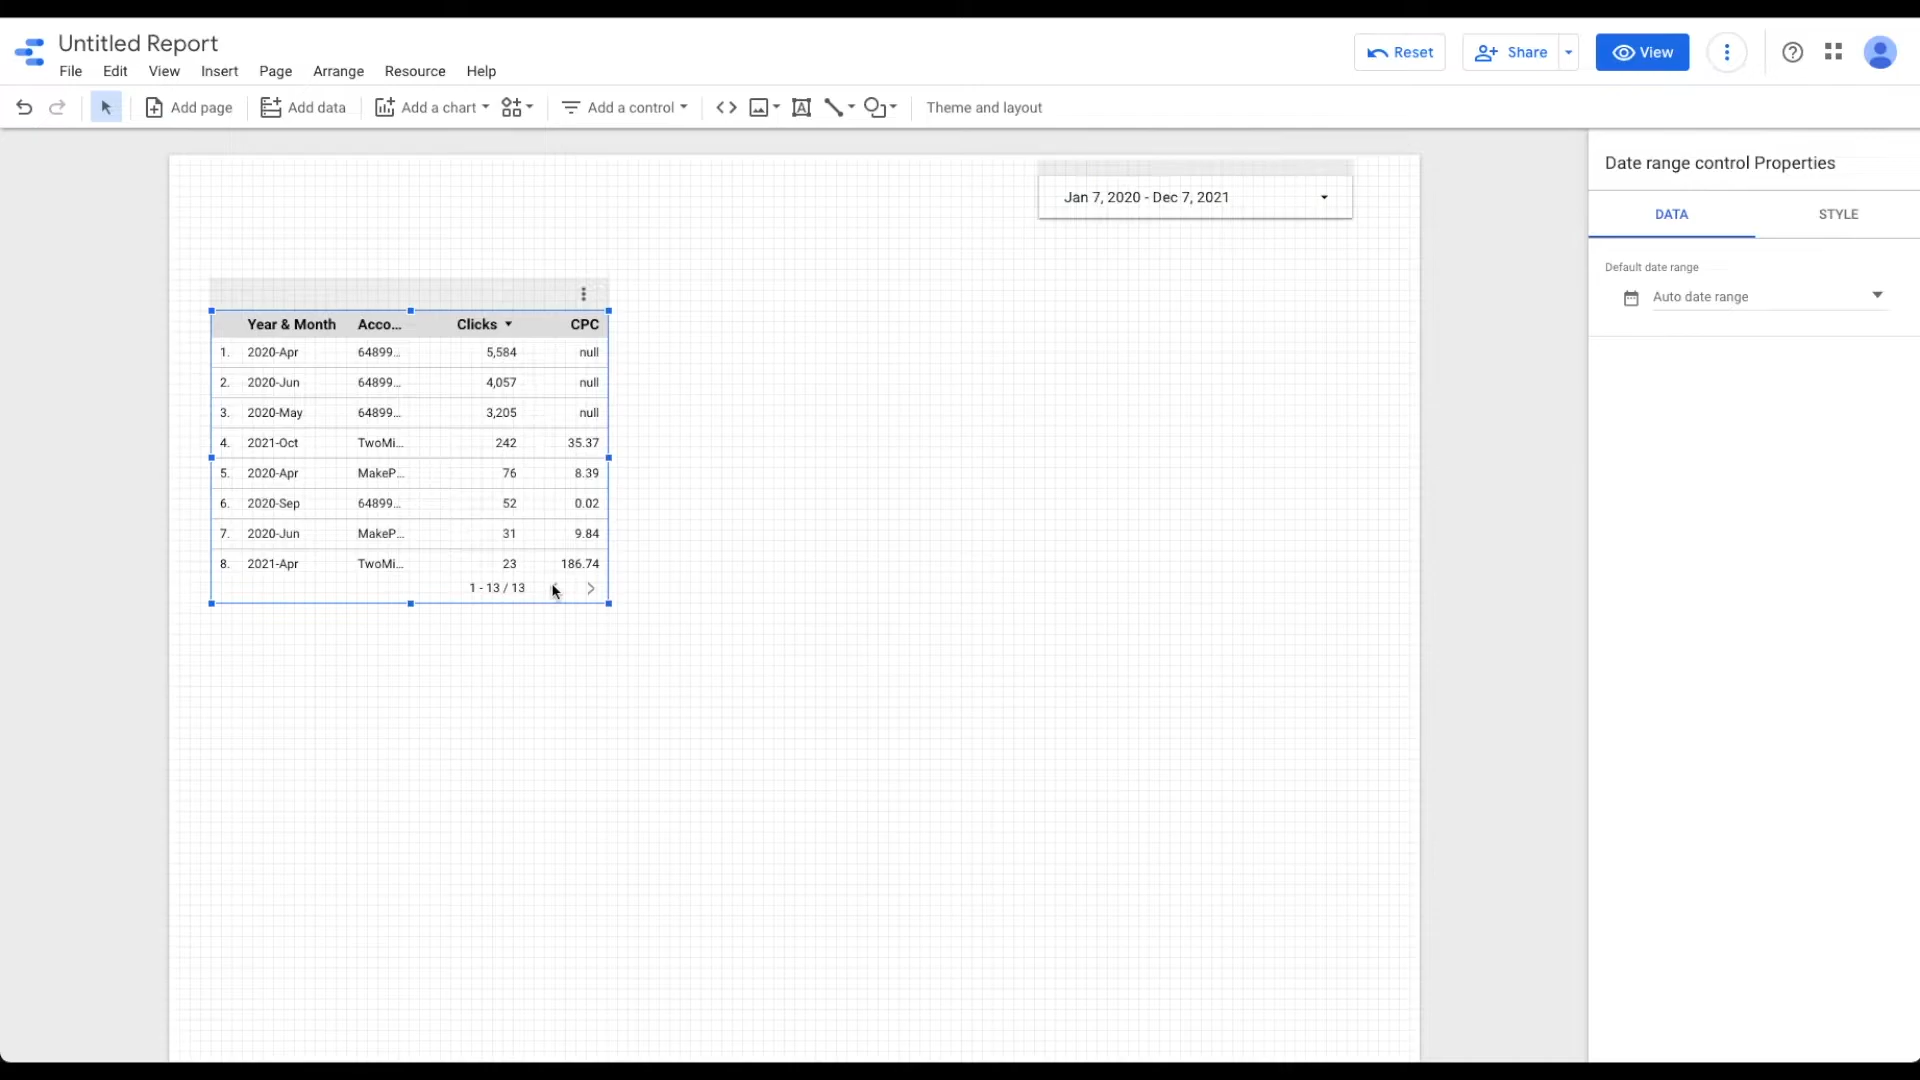 Untitled Report
File Edit View Insert Page Arrange Resource Help
Reset Share View
Add page Add data Add a chart Add a control Theme and layout
Date range control Properties
Jan 7, 2020 - Dec 7, 2021
DATA STYLE
Default date range
Auto date range
Year & Month Acco... Clicks CPC
1. 2020-Apr 64899... 5,584 null
2. 2020-Jun 64899... 4,057 null
3. 2020-May 64899... 3,205 null
4. 2021-Oct TwoMi... 242 35.37
5. 2020-Apr MakeP... 76 8.39
6. 2020-Sep 64899... 52 0.02
7. 2020-Jun MakeP... 31 9.84
8. 2021-Apr TwoMi... 23 186.74
1 - 13 / 13